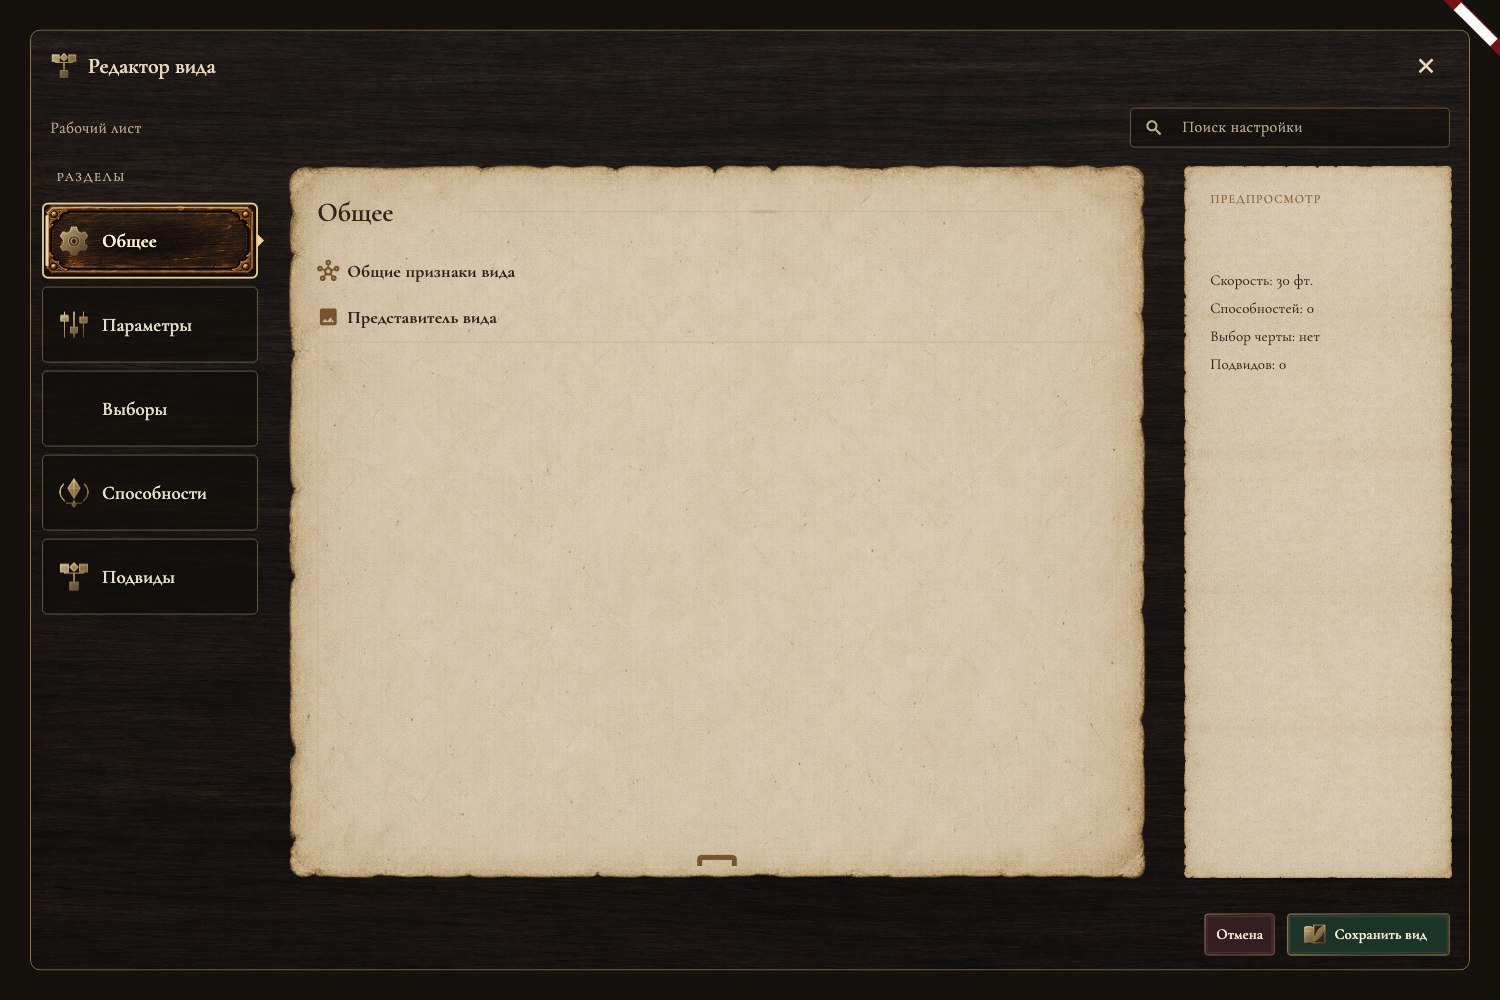 Редактор вида
Рабочий лист
Поиск настройки
РАЗДЕЛЫ
Общее
Параметры
Выборы
Способности
Подвиды
Общее
Общие признаки вида
Представитель вида
ПРЕДПРОСМОТР
Скорость: 30 фт.
Способностей: 0
Выбор черты: нет
Подвидов: 0
Отмена
Сохранить вид